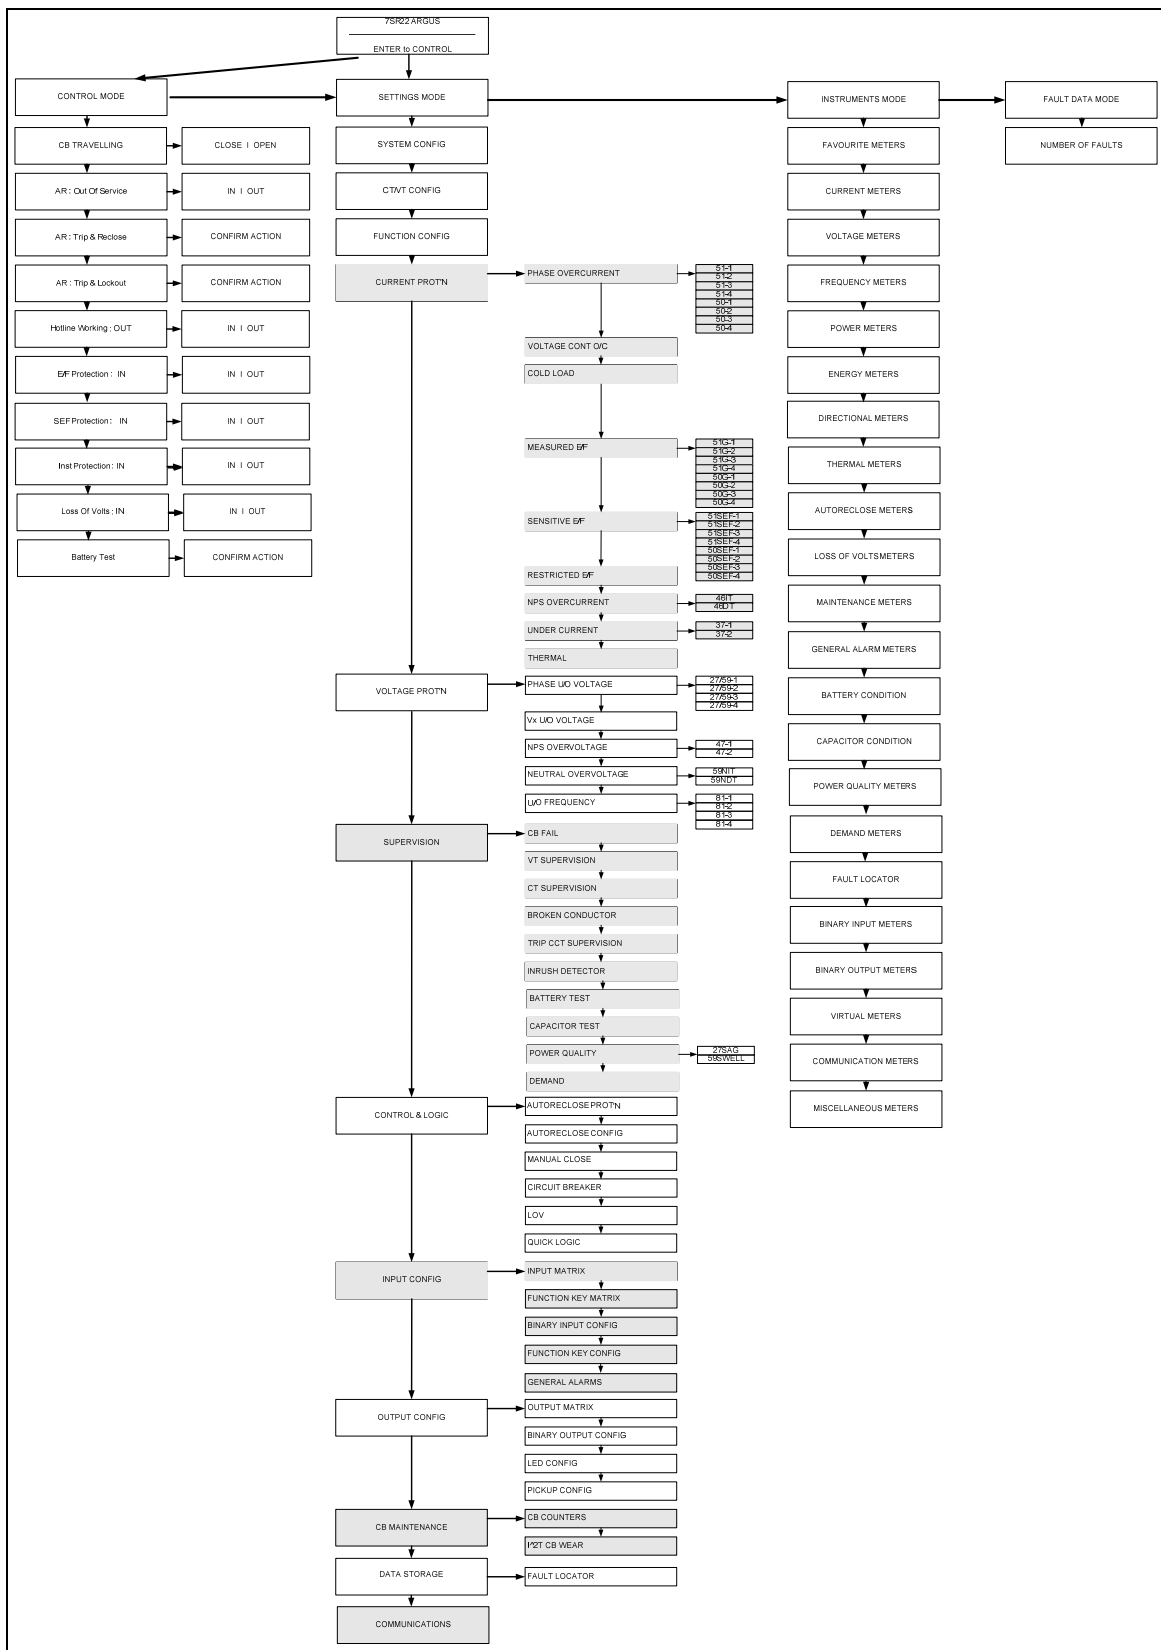 7SR22 ARGUS
ENTER to CONTROL
CONTROL MODE
CB TRAVELLING
CLOSE I OPEN
AR : Out Of Service
IN I OUT
AR : Trip & Reclose
CONFIRM ACTION
AR : Trip & Lockout
CONFIRM ACTION
Hotline Working : OUT
IN I OUT
E/F Protection : IN
IN I OUT
SEF Protection : IN
IN I OUT
Inst Protection : IN
IN I OUT
Loss Of Volts : IN
IN I OUT
Battery Test
CONFIRM ACTION
SETTINGS MODE
SYSTEM CONFIG
CT/VT CONFIG
FUNCTION CONFIG
CURRENT PROT'N
PHASE OVERCURRENT
51-1
51-2
51-3
51-4
50-1
50-2
50-3
50-4
VOLTAGE CONT O/C
COLD LOAD
MEASURED E/F
51G-1
51G-2
51G-3
51G-4
50G-1
50G-2
50G-3
50G-4
SENSITIVE E/F
51SEF-1
51SEF-2
51SEF-3
51SEF-4
50SEF-1
50SEF-2
50SEF-3
50SEF-4
RESTRICTED E/F
NPS OVERCURRENT
46IT
46DT
UNDER CURRENT
37-1
37-2
THERMAL
VOLTAGE PROT'N
PHASE U/O VOLTAGE
27/59-1
27/59-2
27/59-3
27/59-4
Vx U/O VOLTAGE
NPS OVERVOLTAGE
47-1
47-2
NEUTRAL OVERVOLTAGE
59NIT
59NDT
U/O FREQUENCY
81-1
81-2
81-3
81-4
SUPERVISION
CB FAIL
VT SUPERVISION
CT SUPERVISION
BROKEN CONDUCTOR
TRIP CCT SUPERVISION
INRUSH DETECTOR
BATTERY TEST
CAPACITOR TEST
POWER QUALITY
27SAG
59SWELL
DEMAND
CONTROL & LOGIC
AUTORECLOSE PROT'N
AUTORECLOSE CONFIG
MANUAL CLOSE
CIRCUIT BREAKER
LOV
QUICK LOGIC
INPUT CONFIG
INPUT MATRIX
FUNCTION KEY MATRIX
BINARY INPUT CONFIG
FUNCTION KEY CONFIG
GENERAL ALARMS
OUTPUT CONFIG
OUTPUT MATRIX
BINARY OUTPUT CONFIG
LED CONFIG
PICKUP CONFIG
CB MAINTENANCE
CB COUNTERS
I^2T CB WEAR
DATA STORAGE
FAULT LOCATOR
COMMUNICATIONS
INSTRUMENTS MODE
FAVOURITE METERS
CURRENT METERS
VOLTAGE METERS
FREQUENCY METERS
POWER METERS
ENERGY METERS
DIRECTIONAL METERS
THERMAL METERS
AUTORECLOSE METERS
LOSS OF VOLTS METERS
MAINTENANCE METERS
GENERAL ALARM METERS
BATTERY CONDITION
CAPACITOR CONDITION
POWER QUALITY METERS
DEMAND METERS
FAULT LOCATOR
BINARY INPUT METERS
BINARY OUTPUT METERS
VIRTUAL METERS
COMMUNICATION METERS
MISCELLANEOUS METERS
FAULT DATA MODE
NUMBER OF FAULTS